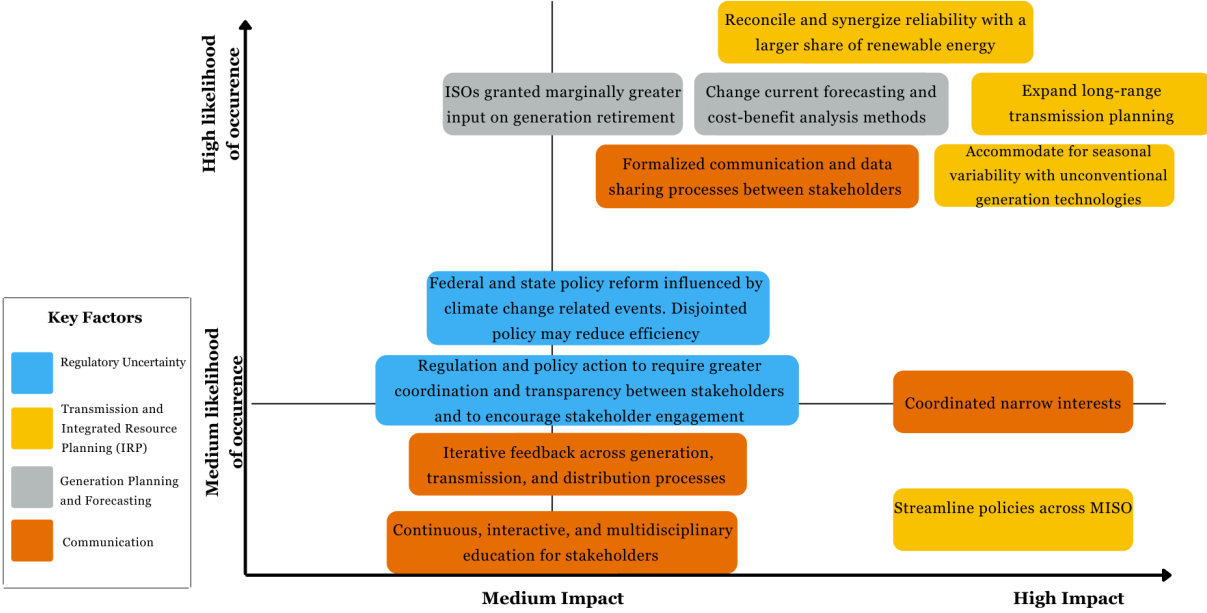 High likelihood
of occurence
Reconcile and synergize reliability with a
larger share of renewable energy
ISOs granted marginally greater
input on generation retirement
Change current forecasting and
cost-benefit analysis methods
Expand long-range
transmission planning
Formalized communication and data
sharing processes between stakeholders
Accommodate for seasonal
variability with unconventional
generation technologies
Medium likelihood
of occurence
Federal and state policy reform influenced by
climate change related events. Disjointed
policy may reduce efficiency
Regulation and policy action to require greater
coordination and transparency between stakeholders
and to encourage stakeholder engagement
Coordinated narrow interests
Iterative feedback across generation,
transmission, and distribution processes
Streamline policies across MISO
Continuous, interactive, and multidisciplinary
education for stakeholders
Medium Impact
High Impact
Key Factors
Regulatory Uncertainty
Transmission and
Integrated Resource
Planning (IRP)
Generation Planning
and Forecasting
Communication